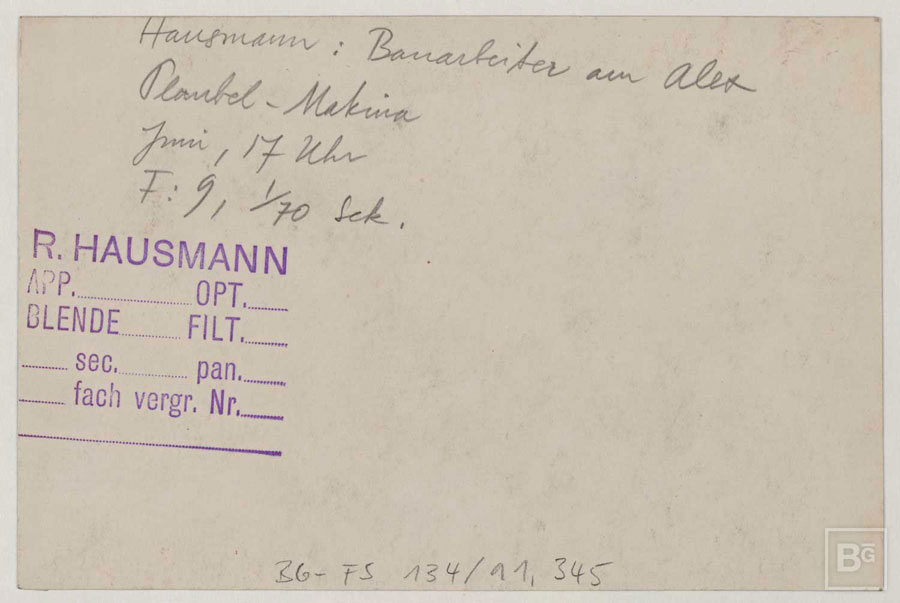 Hausmann : Bauarbeiter am Alex
Plaubel - Makina
Juni, 17 Uhr
F: 9, 1/70 Sek.
R. HAUSMANN
APP. OPT.
BLENDE FILT.
sec. pan.
fach vergr. Nr.
BG-FS 134/91, 345
BG